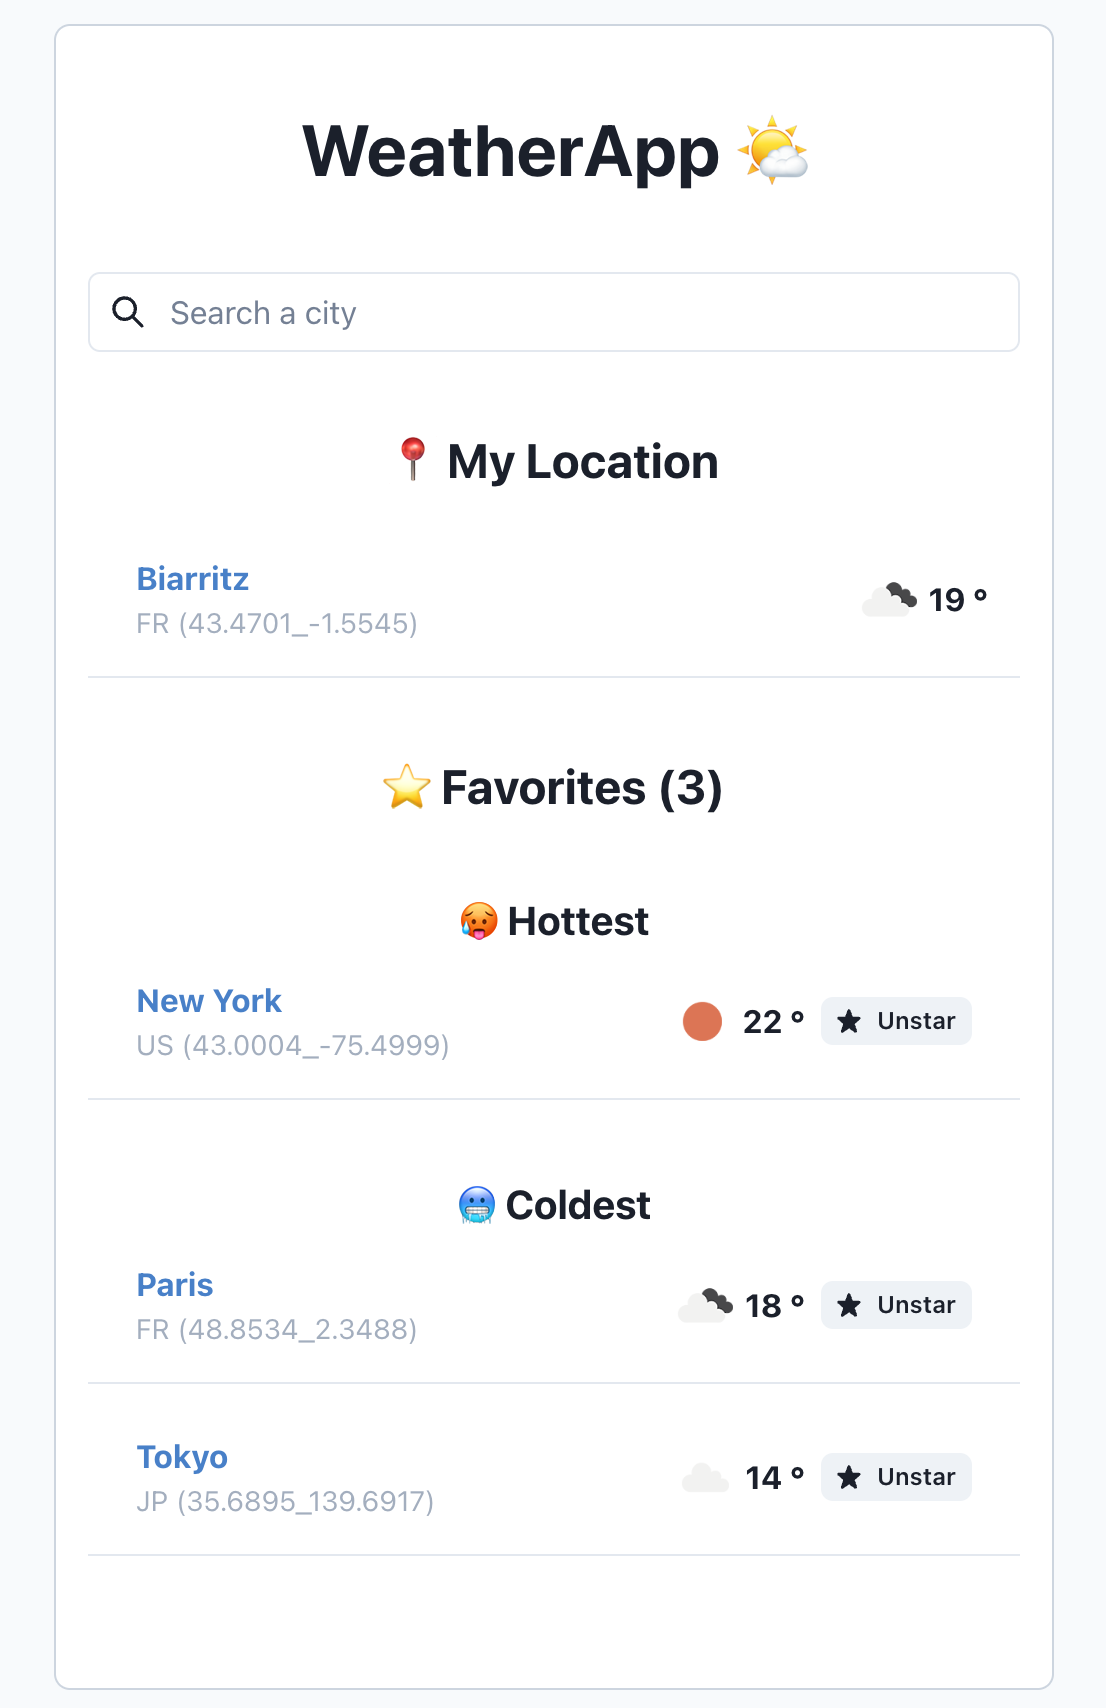 WeatherApp 🌤️
Search a city
📍 My Location
Biarritz
FR (43.4701_-1.5545)
19 °
⭐ Favorites (3)
🥵 Hottest
New York
US (43.0004_-75.4999)
22 ° Unstar
🥶 Coldest
Paris
FR (48.8534_2.3488)
18 ° Unstar
Tokyo
JP (35.6895_139.6917)
14 ° Unstar